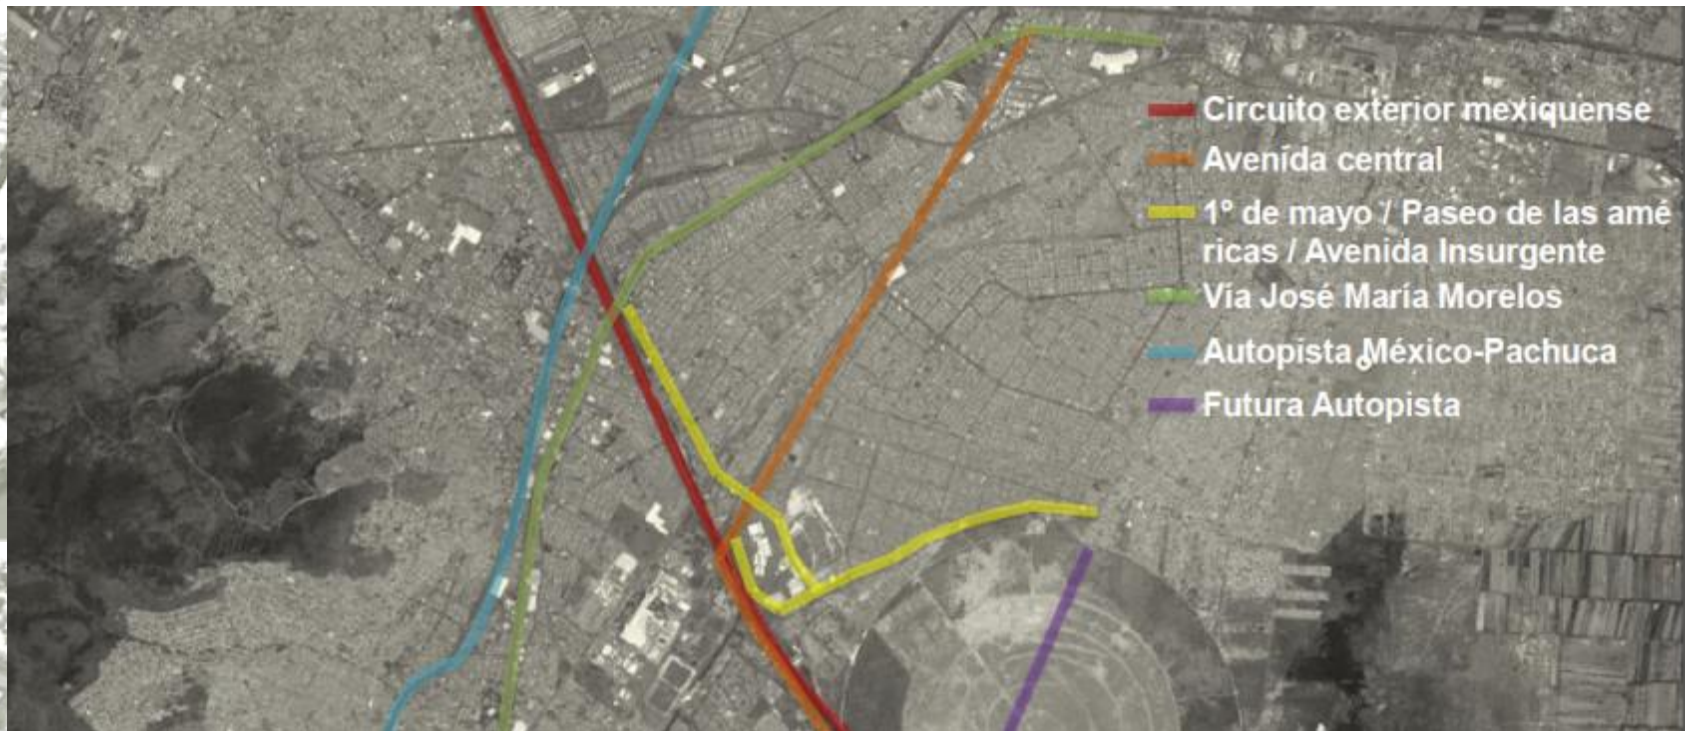 Circuito exterior mexiquense
Avenida central
1º de mayo / Paseo de las amé
ricas / Avenida Insurgente
Vía José María Morelos
Autopista México-Pachuca
Futura Autopista